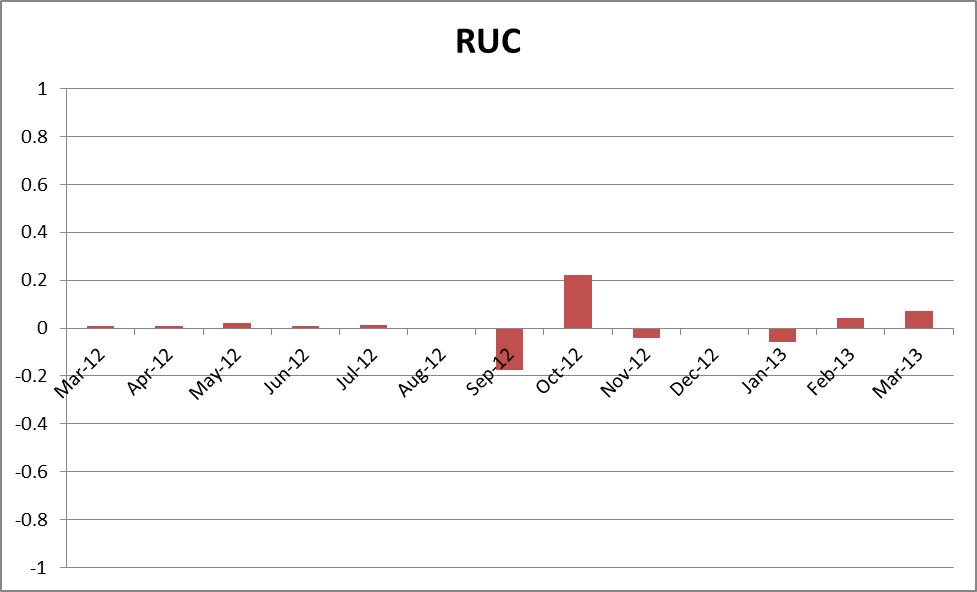 RUC
1
0.8
0.6
0.4
0.2
0
-0.2
-0.4
-0.6
-0.8
-1
Mar-12
Apr-12
May-12
Jun-12
Jul-12
Aug-12
Sep-12
Oct-12
Nov-12
Dec-12
Jan-13
Feb-13
Mar-13